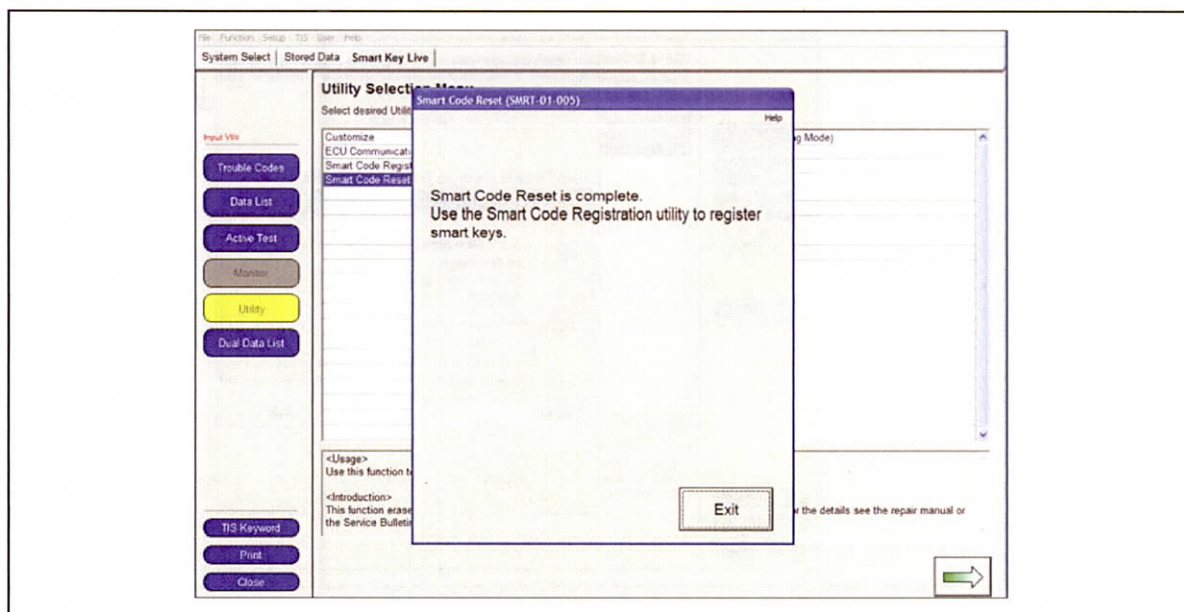 File Function Setup TIS User Help
System Select Stored Data Smart Key Live
Utility Selection Menu
Select desired Utilit
Smart Code Reset (SMRT-01-005)
Help
Input VIN
Customize
g Mode)
ECU Communicati
Smart Code Regist
Smart Code Reset
Trouble Codes
Data List
Active Test
Monitor
Utility
Dual Data List
Smart Code Reset is complete.
Use the Smart Code Registration utility to register
smart keys.
Exit
<Usage>
Use this function t
<Introduction>
This function erase
r the details see the repair manual or
the Service Bulletin
TIS Keyword
Print
Close